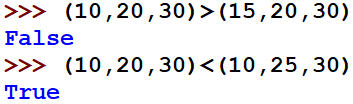 >>> (10,20,30)>(15,20,30)
False
>>> (10,20,30)<(10,25,30)
True